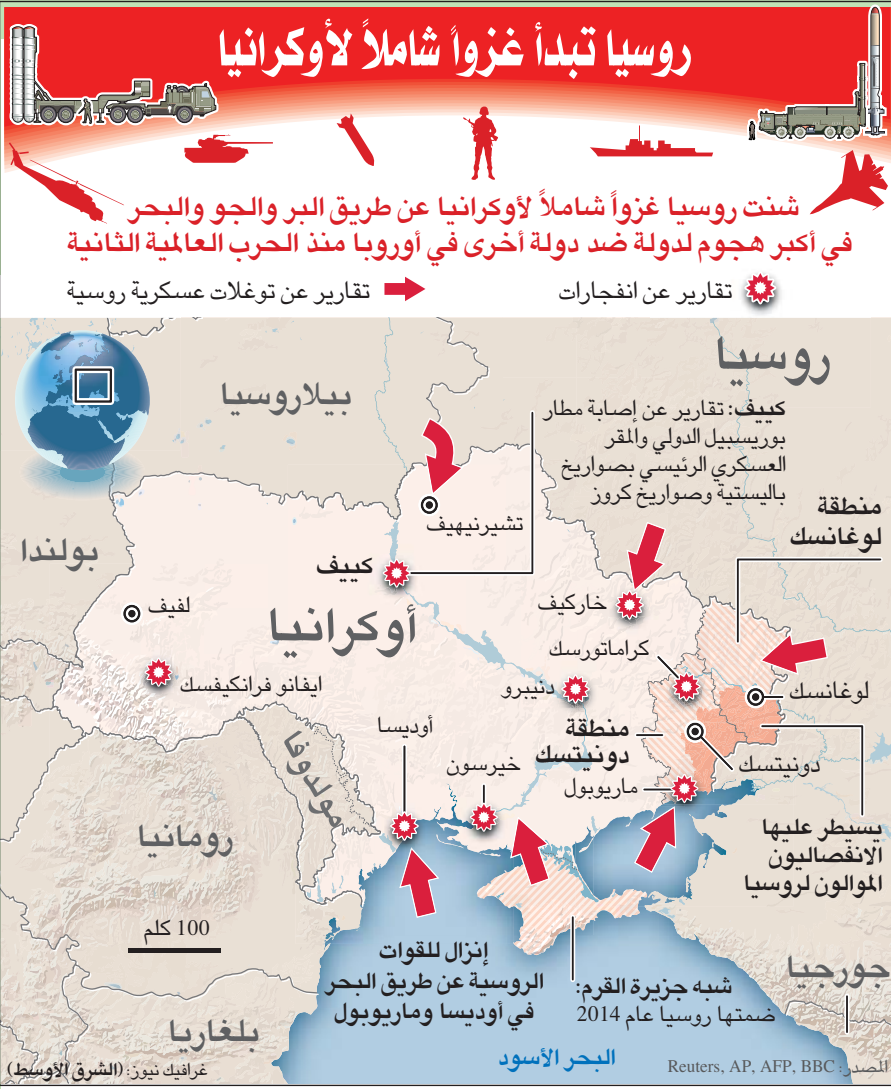 روسيا تبدأ غزواً شاملاً لأوكرانيا
شنت روسيا غزواً شاملاً لأوكرانيا عن طريق البر والجو والبحر
في أكبر هجوم لدولة ضد دولة أخرى في أوروبا منذ الحرب العالمية الثانية
تقارير عن انفجارات
تقارير عن توغلات عسكرية روسية
روسيا
بيلاروسيا
كييف: تقارير عن إصابة مطار
بوريسبيل الدولي والمقر
العسكري الرئيسي بصواريخ
باليستية وصواريخ كروز
منطقة
لوغانسك
تشيرنيهيف
بولندا
كييف
لفيف
خاركيف
أوكرانيا
كراماتورسك
ايفانو فرانكيفسك
دنيبرو
لوغانسك
أوديسا
منطقة
دونيتسك
مولدوفا
خيرسون
دونيتسك
ماريوبول
رومانيا
يسيطر عليها
الانفصاليون
الموالون لروسيا
100 كلم
إنزال للقوات
الروسية عن طريق البحر
في أوديسا وماريوبول
شبه جزيرة القرم:
ضمتها روسيا عام 2014
جورجيا
بلغاريا
البحر الأسود
المصدر: Reuters, AP, AFP, BBC
غرافيك نيوز: (الشرق الأوسط)